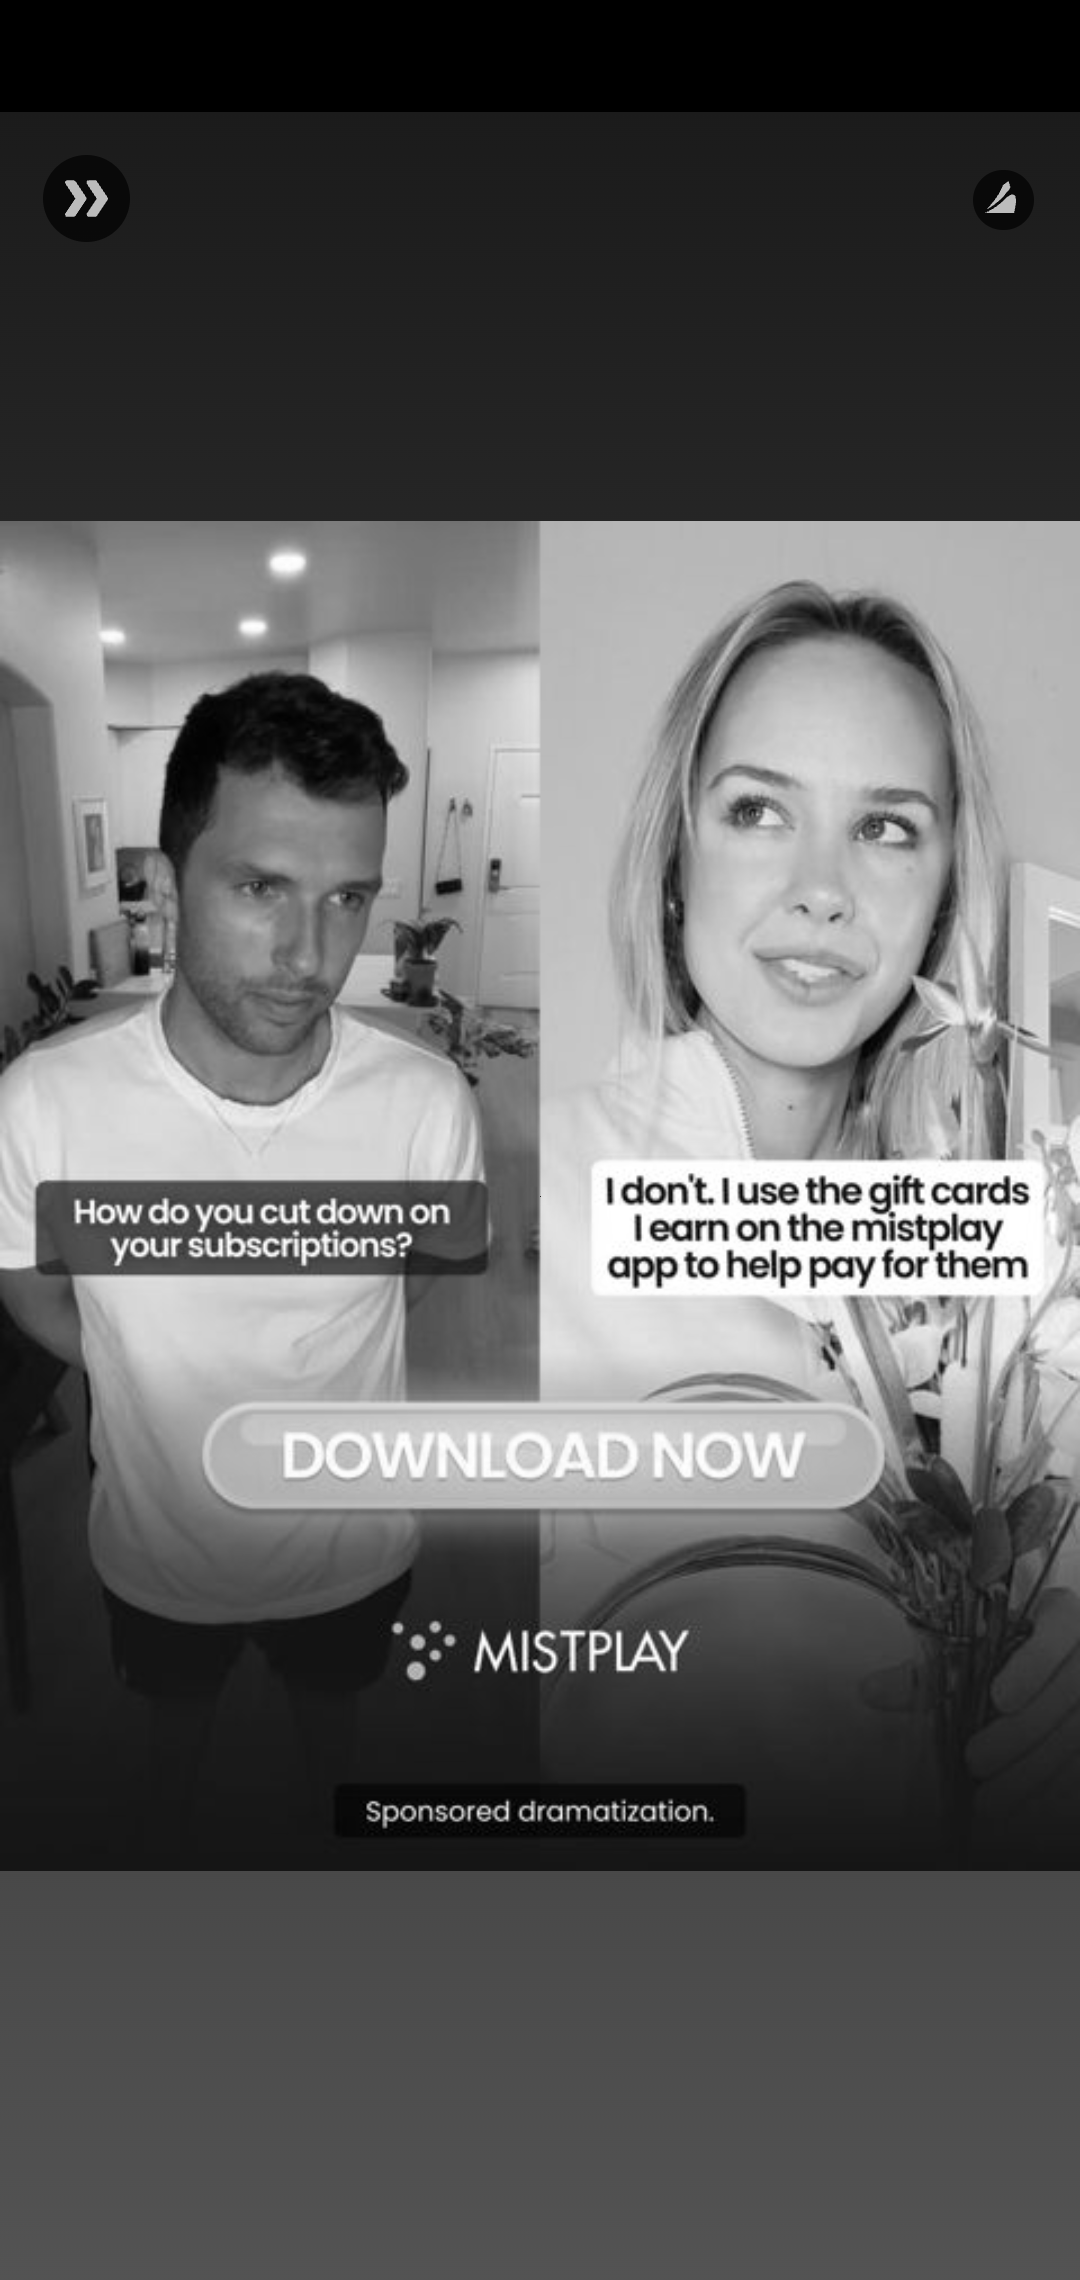 How do you cut down on
your subscriptions?
I don't. I use the gift cards
I earn on the mistplay
app to help pay for them
DOWNLOAD NOW
MISTPLAY
Sponsored dramatization.